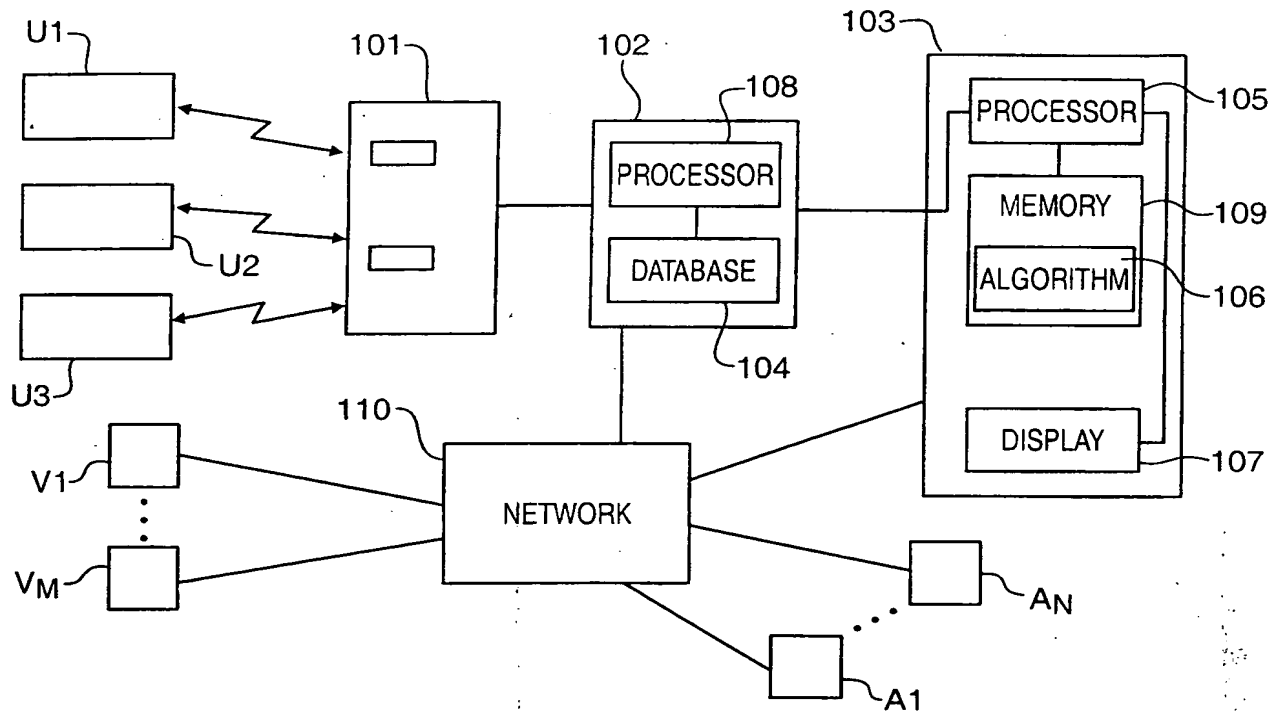 U1
101
102
103
108
PROCESSOR
105
PROCESSOR
MEMORY
109
U2
DATABASE
ALGORITHM
106
104
U3
110
DISPLAY
107
V1
NETWORK
VM
AN
A1